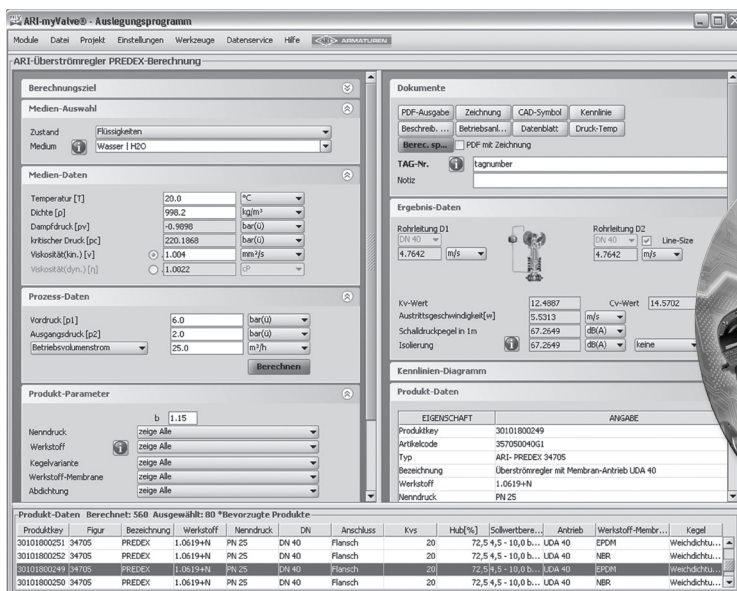 ARI-myValve® - Auslegungsprogramm
Module Datei Projekt Einstellungen Werkzeuge Datenservice Hilfe ARI ARMATUREN
ARI-Überströmregler PREDEX-Berechnung
Berechnungsziel
Medien-Auswahl
Zustand Flüssigkeiten
Medium Wasser | H2O
Medien-Daten
Temperatur [T] 20.0 °C
Dichte [ρ] 998.2 kg/m³
Dampfdruck [pv] -0.9898 bar(ü)
kritischer Druck [pc] 220.1868 bar(ü)
Viskosität(kin.) [ν] 1.004 mm²/s
Viskosität(dyn.) [η] 1.0022 cP
Prozess-Daten
Vordruck [p1] 6.0 bar(ü)
Ausgangsdruck [p2] 2.0 bar(ü)
Betriebsvolumenstrom 25.0 m³/h
Berechnen
Produkt-Parameter
b 1.15
Nenndruck zeige Alle
Werkstoff zeige Alle
Kegelvariante zeige Alle
Werkstoff-Membrane zeige Alle
Abdichtung zeige Alle
Dokumente
PDF-Ausgabe Zeichnung CAD-Symbol Kennlinie
Beschreib. ... Betriebsanl... Datenblatt Druck-Temp
Berec. sp... PDF mit Zeichnung
TAG-Nr. tagnumber
Notiz
Ergebnis-Daten
Rohrleitung D1 Rohrleitung D2
DN 40 DN 40 Line-Size
4.7642 m/s 4.7642 m/s
Kv-Wert 12.4887 Cv-Wert 14.5702
Austrittsgeschwindigkeit[w] 5.5313 m/s
Schalldruckpegel in 1m 67.2649 dB(A)
Isolierung 67.2649 dB(A) keine
Kennlinien-Diagramm
Produkt-Daten
EIGENSCHAFT ANGABE
Produktkey 30101800249
Artikelcode 357050040G1
Typ ARI- PREDEX 34705
Bezeichnung Überströmregler mit Membran-Antrieb UDA 40
Werkstoff 1.0619+N
Nenndruck PN 25
Produkt-Daten Berechnet: 560 Ausgewählt: 80 *Bevorzugte Produkte
Produktkey Figur Bezeichnung Werkstoff Nenndruck DN Anschluss Kvs Hub[%] Sollwertbere... Antrieb Werkstoff-Membr... Kegel
30101800251 34705 PREDEX 1.0619+N PN 25 DN 40 Flansch 20 72,5 4,5 - 10,0 b... UDA 40 EPDM Weichdichtu...
30101800252 34705 PREDEX 1.0619+N PN 25 DN 40 Flansch 20 72,5 4,5 - 10,0 b... UDA 40 NBR Weichdichtu...
30101800249 34705 PREDEX 1.0619+N PN 25 DN 40 Flansch 20 72,5 4,5 - 10,0 b... UDA 40 EPDM Weichdichtu...
30101800250 34705 PREDEX 1.0619+N PN 25 DN 40 Flansch 20 72,5 4,5 - 10,0 b... UDA 40 NBR Weichdichtu...